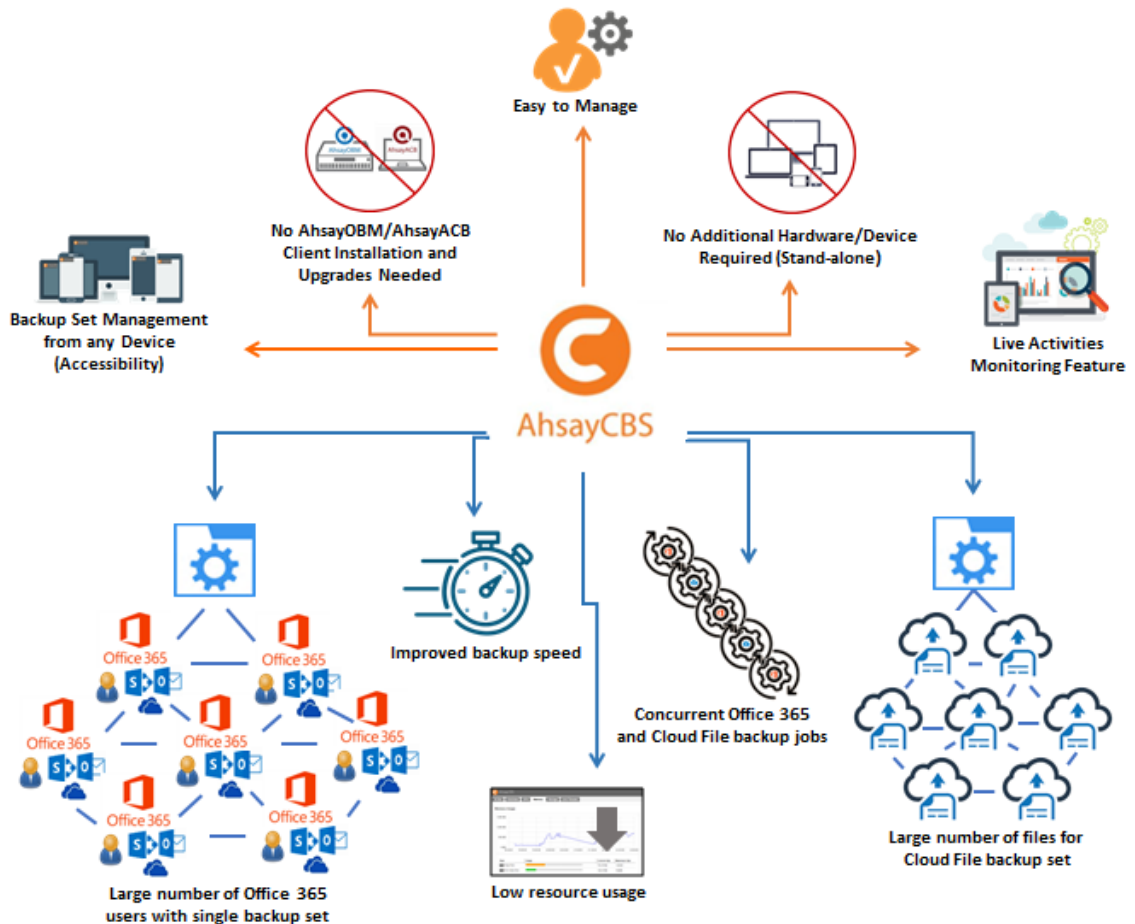 Easy to Manage
AhsayOBM
AhsayACB
No AhsayOBM/AhsayACB
Client Installation and
Upgrades Needed
No Additional Hardware/Device
Required (Stand-alone)
Backup Set Management
from any Device
(Accessibility)
Live Activities
Monitoring Feature
AhsayCBS
Office 365
Office 365
Office 365
Office 365
Office 365
Office 365
Office 365
Large number of Office 365
users with single backup set
Improved backup speed
Low resource usage
Concurrent Office 365
and Cloud File backup jobs
Large number of files for
Cloud File backup set